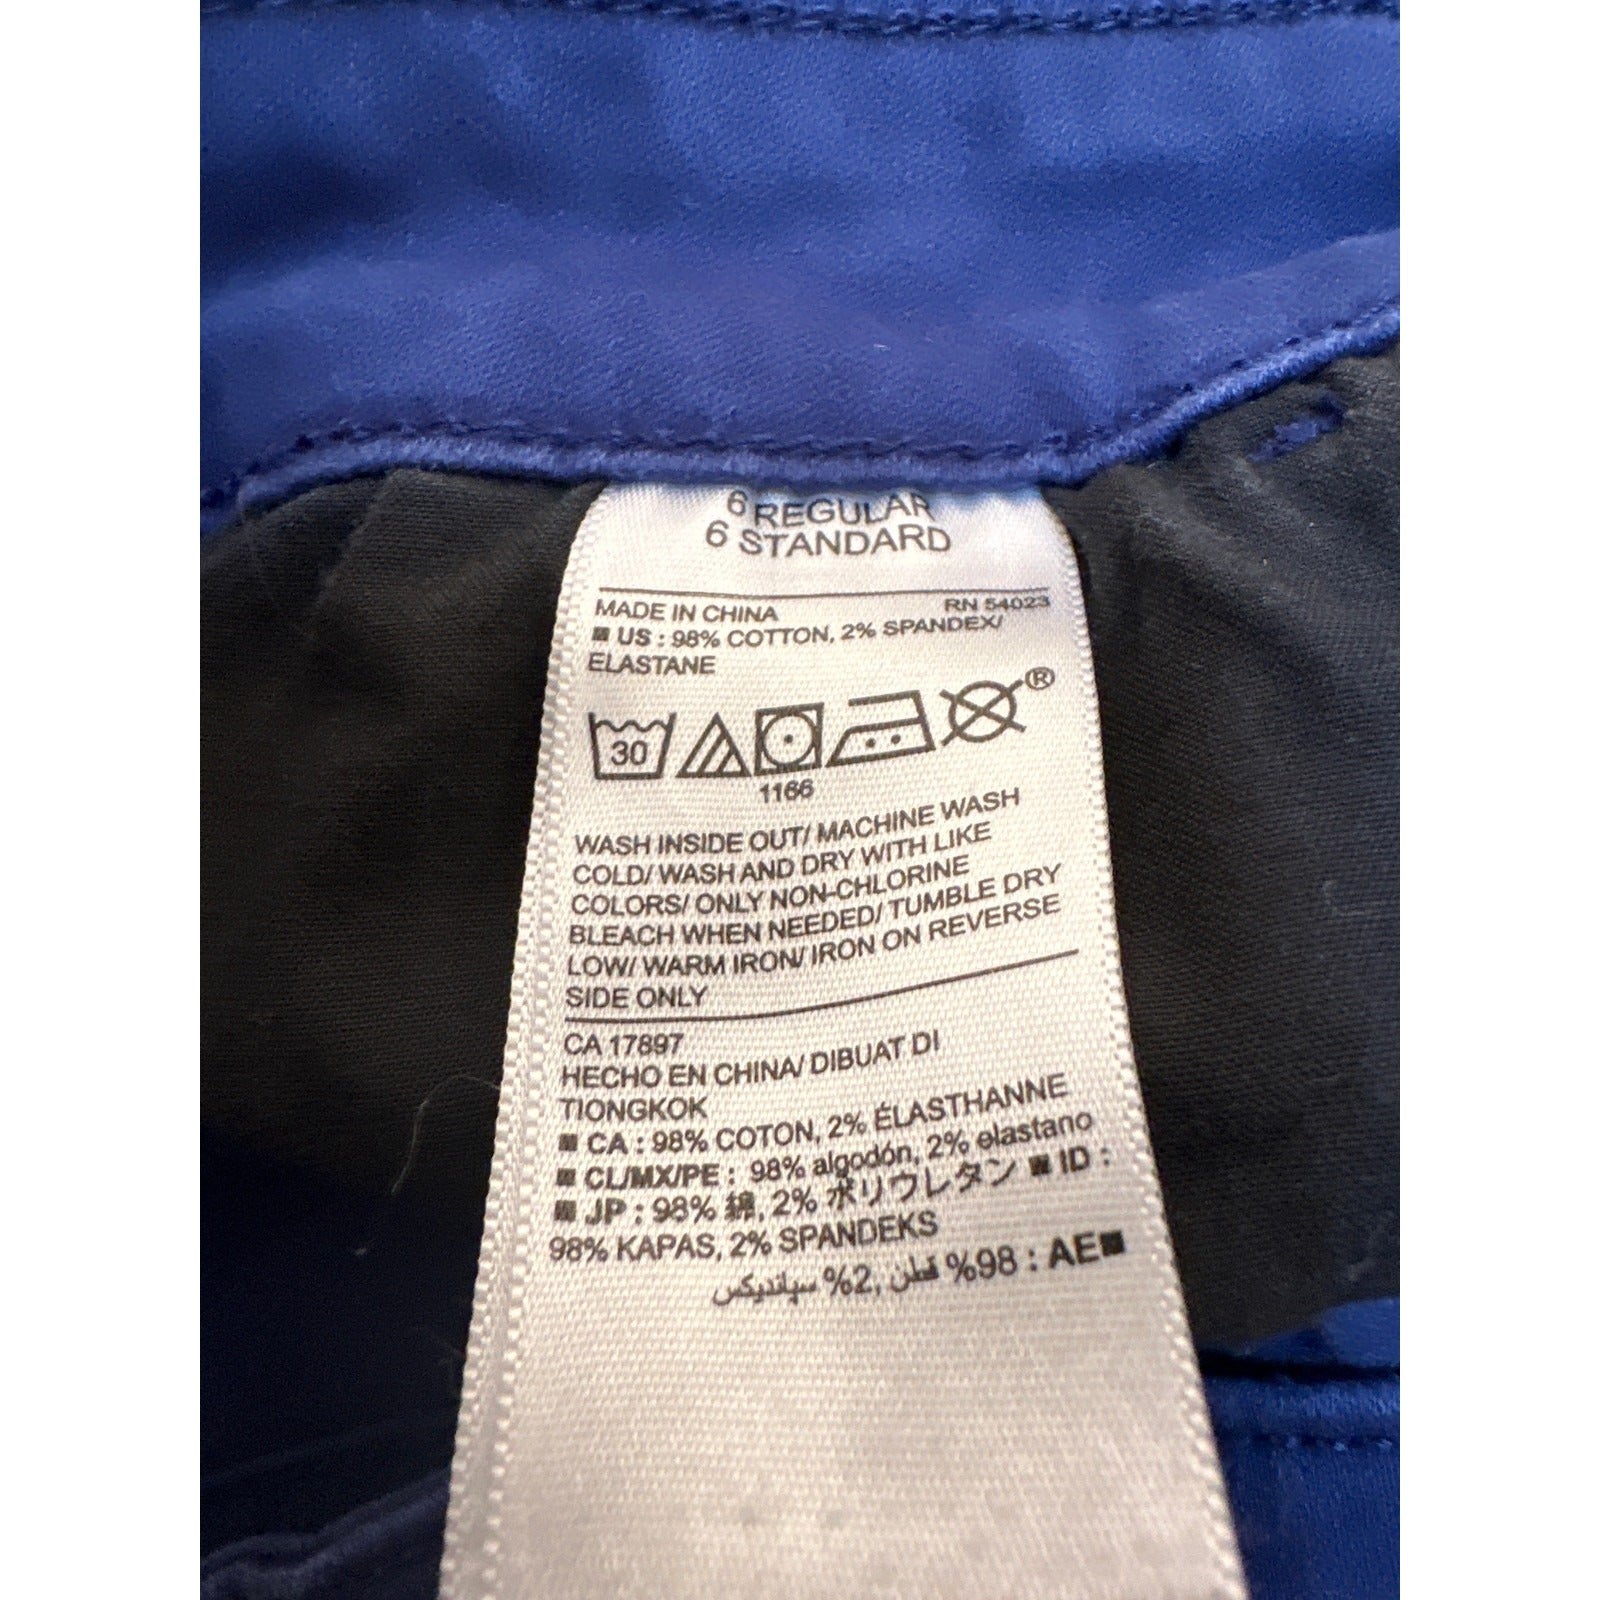 6 REGULAR
6 STANDARD
MADE IN CHINA RN 54023
■ US : 98% COTTON, 2% SPANDEX/
ELASTANE
30 ®
1166
WASH INSIDE OUT/ MACHINE WASH
COLD/ WASH AND DRY WITH LIKE
COLORS/ ONLY NON-CHLORINE
BLEACH WHEN NEEDED/ TUMBLE DRY
LOW/ WARM IRON/ IRON ON REVERSE
SIDE ONLY
CA 17897
HECHO EN CHINA/ DIBUAT DI
TIONGKOK
■ CA : 98% COTON, 2% ÉLASTHANNE
■ CL/MX/PE : 98% algodón, 2% elastano
■ JP : 98% 綿, 2% ポリウレタン ■ ID :
98% KAPAS, 2% SPANDEKS
■AE : 98% قطن, 2% سپاندیکس